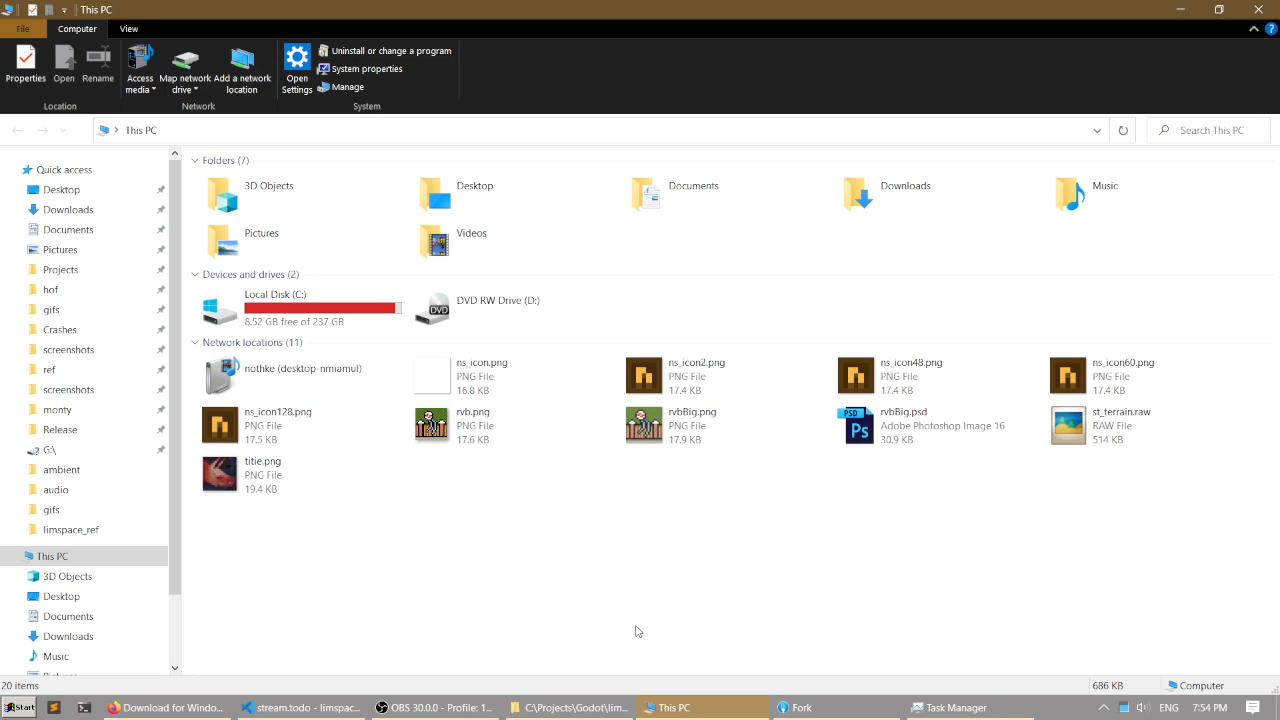 This PC
File
Computer
View
Properties
Open
Rename
Access media
Map network drive
Add a network location
Open Settings
Uninstall or change a program
System properties
Manage
Location
Network
System
This PC
Search This PC
Quick access
Desktop
Downloads
Documents
Pictures
Projects
hof
gifs
Crashes
screenshots
ref
screenshots
monty
Release
G:\
ambient
audio
gifs
limspace_ref
This PC
3D Objects
Desktop
Documents
Downloads
Music
Folders (7)
3D Objects
Desktop
Documents
Downloads
Music
Pictures
Videos
Devices and drives (2)
Local Disk (C:)
8.52 GB free of 237 GB
DVD
DVD RW Drive (D:)
Network locations (11)
nothke (desktop-nmiamul)
ns_icon.png
PNG File
16.8 KB
ns_icon2.png
PNG File
17.4 KB
ns_icon48.png
PNG File
17.4 KB
ns_icon60.png
PNG File
17.4 KB
ns_icon128.png
PNG File
17.5 KB
rvb.png
PNG File
17.6 KB
rvbBig.png
PNG File
17.9 KB
PSD
Ps
rvbBig.psd
Adobe Photoshop Image 16
30.9 KB
st_terrain.raw
RAW File
514 KB
titie.png
PNG File
19.4 KB
20 items
686 KB
Computer
Start
Download for Windo...
stream.todo - limspac...
OBS 30.0.0 - Profile: 1...
C:\Projects\Godot\lim...
This PC
Fork
Task Manager
ENG
7:54 PM